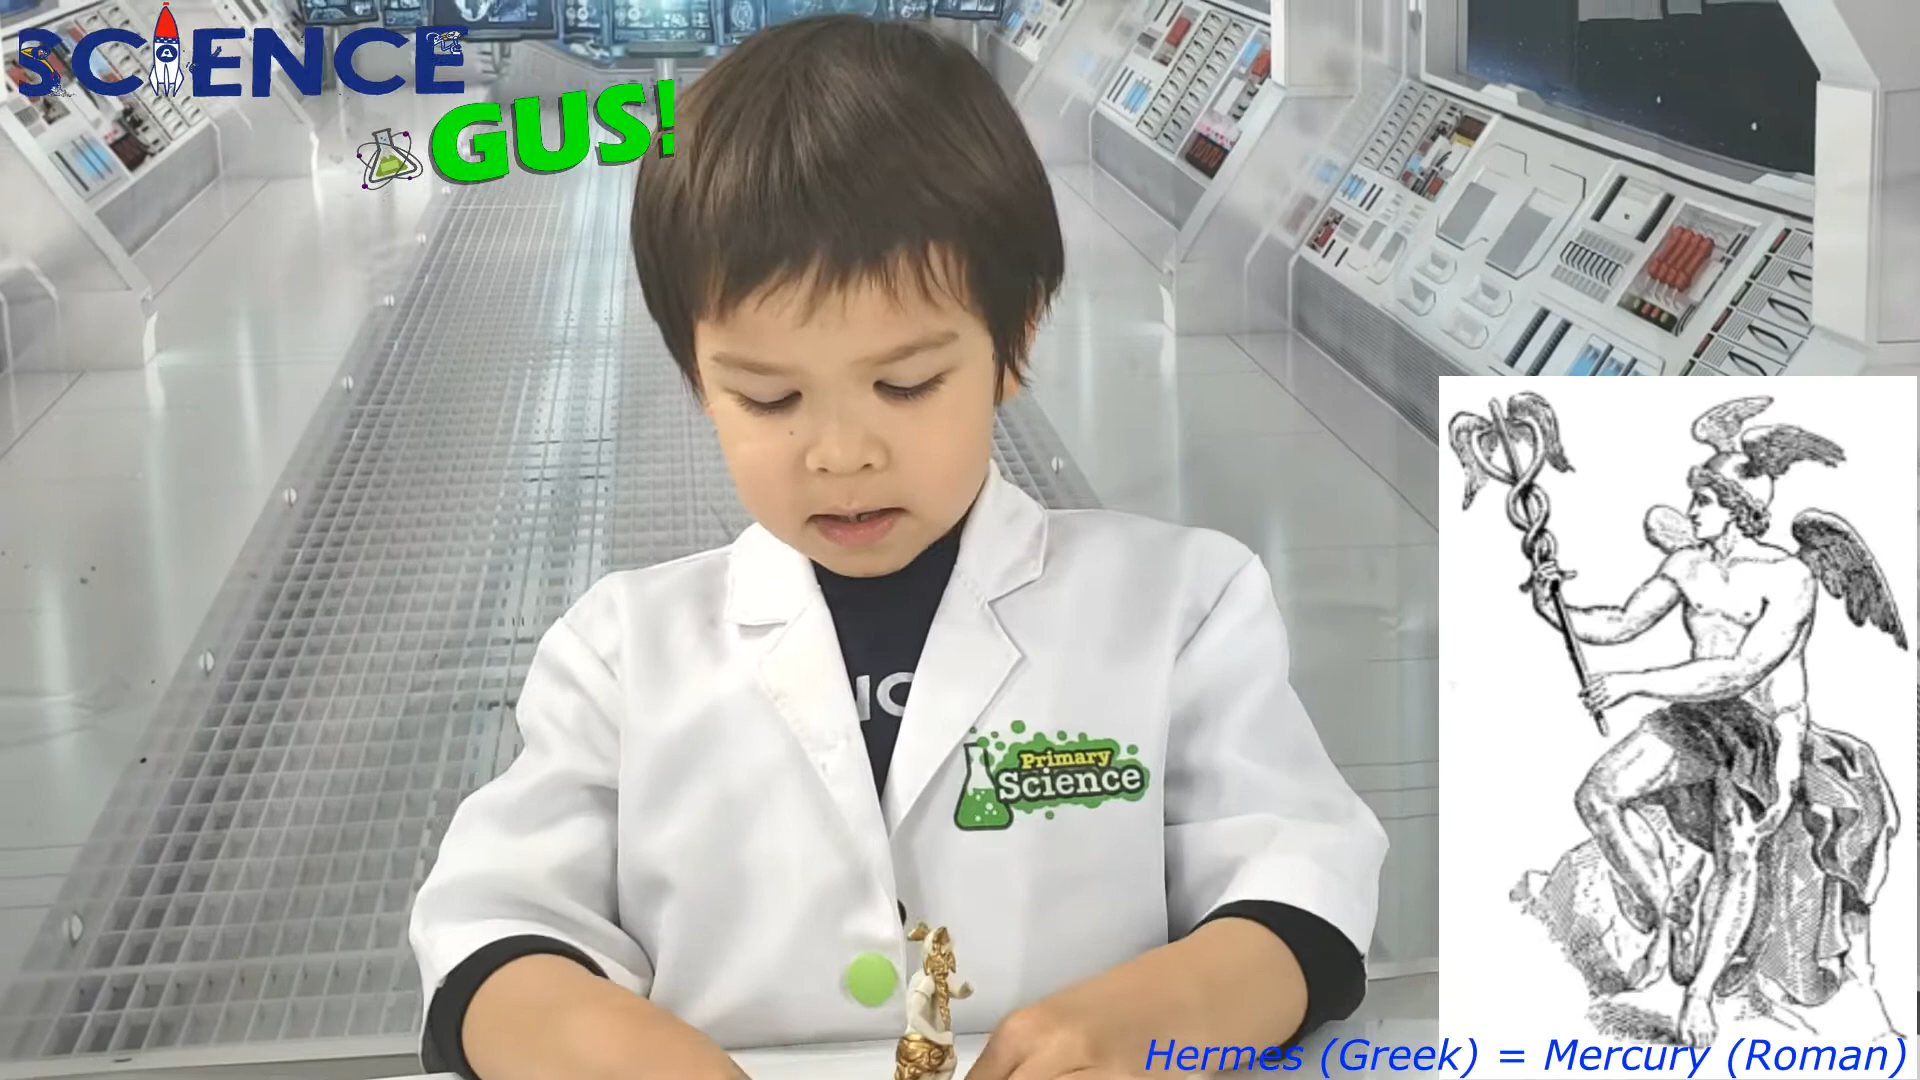 SCIENCE
GUS!
Primary
Science
Hermes (Greek) = Mercury (Roman)